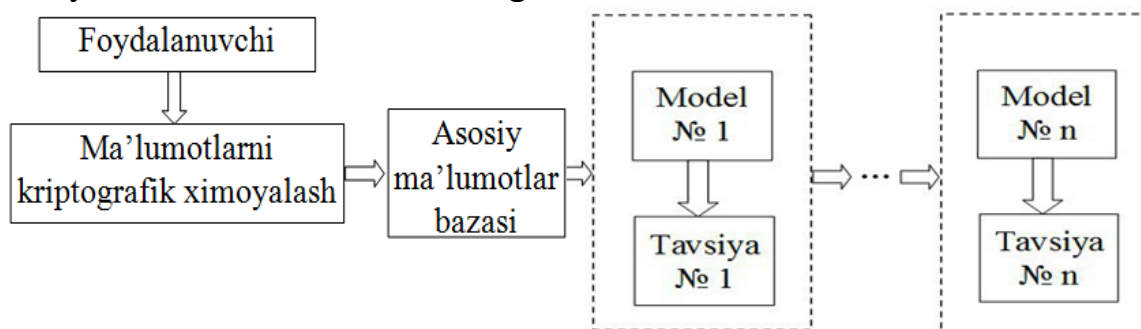 Foydalanuvchi
Ma’lumotlarni
kriptografik ximoyalash
Asosiy
ma’lumotlar
bazasi
Model
№ 1
Tavsiya
№ 1
...
Model
№ n
Tavsiya
№ n